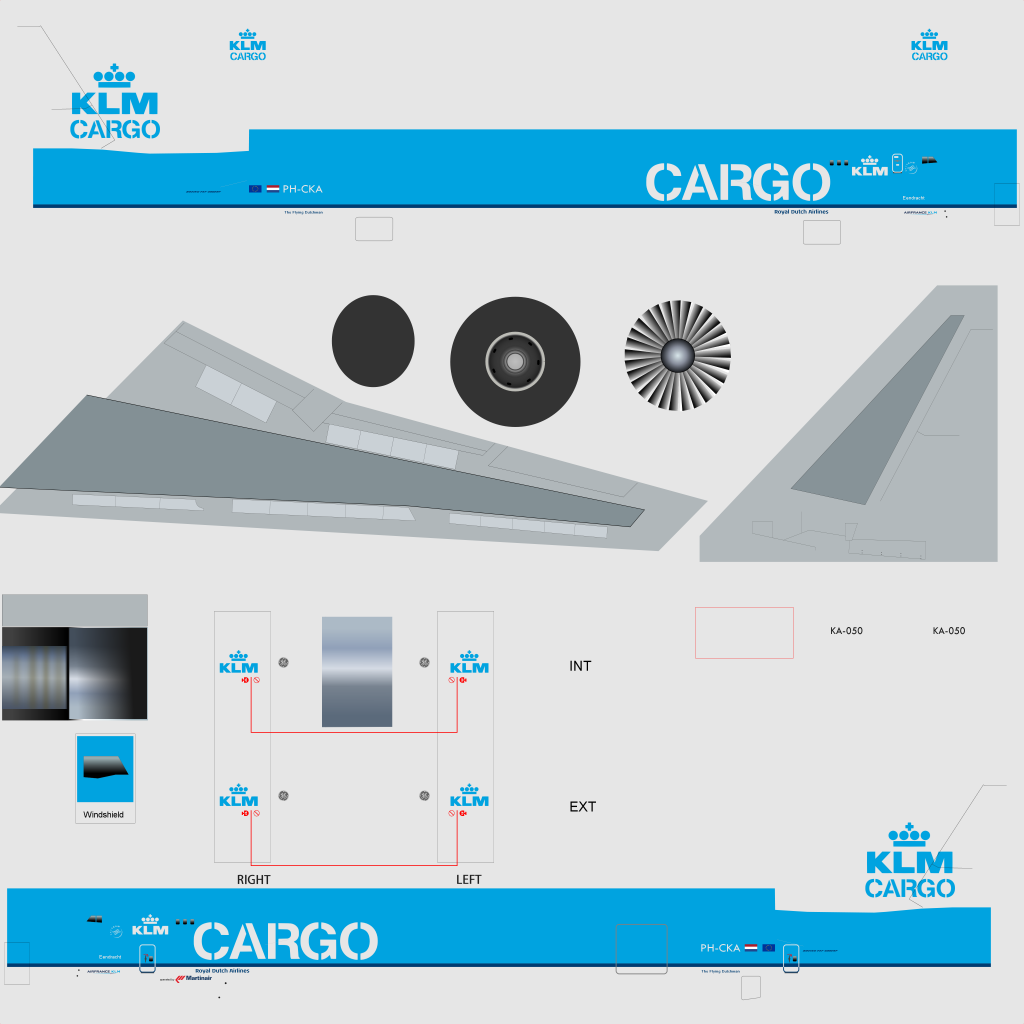 KLM
CARGO
KLM
CARGO
KLM
CARGO
PH-CKA
CARGO
KLM
Eendracht
The Flying Dutchman
Royal Dutch Airlines
AIRFRANCE KLM
KA-050
KA-050
KLM
KLM
INT
Windshield
KLM
KLM
EXT
RIGHT
LEFT
KLM
CARGO
KLM
CARGO
PH-CKA
Eendracht
AIRFRANCE KLM
Royal Dutch Airlines
The Flying Dutchman
Martinair